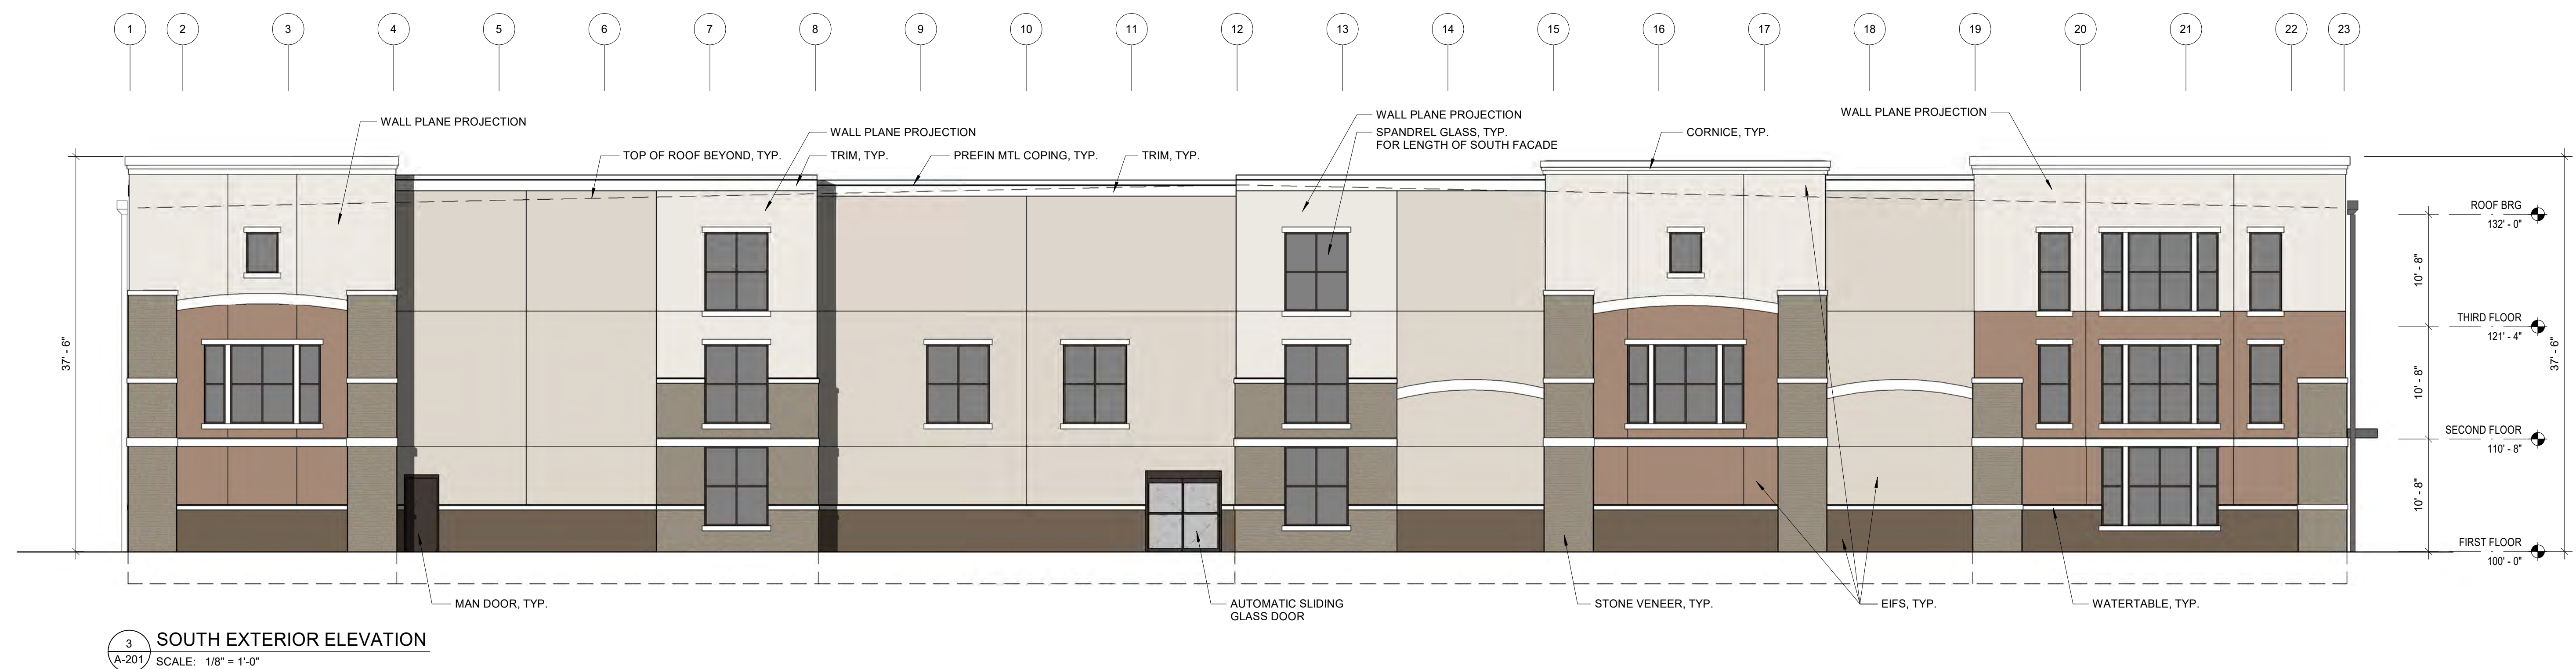 1 2 3 4 5 6 7 8 9 10 11 12 13 14 15 16 17 18 19 20 21 22 23
WALL PLANE PROJECTION
TOP OF ROOF BEYOND, TYP.
WALL PLANE PROJECTION
TRIM, TYP.
PREFIN MTL COPING, TYP.
TRIM, TYP.
WALL PLANE PROJECTION
SPANDREL GLASS, TYP.
FOR LENGTH OF SOUTH FACADE
CORNICE, TYP.
WALL PLANE PROJECTION
37' - 6"
ROOF BRG
132' - 0"
10' - 8"
THIRD FLOOR
121' - 4"
10' - 8"
SECOND FLOOR
110' - 8"
10' - 8"
FIRST FLOOR
100' - 0"
37' - 6"
MAN DOOR, TYP.
AUTOMATIC SLIDING
GLASS DOOR
STONE VENEER, TYP.
EIFS, TYP.
WATERTABLE, TYP.
3
A-201
SOUTH EXTERIOR ELEVATION
SCALE: 1/8" = 1'-0"